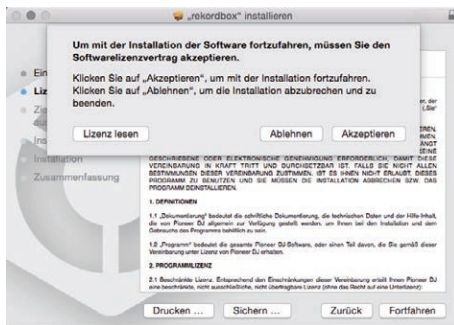 „rekordbox“ installieren
Um mit der Installation der Software fortzufahren, müssen Sie den
Softwarelizenzvertrag akzeptieren.
Klicken Sie auf „Akzeptieren“, um mit der Installation fortzufahren.
Klicken Sie auf „Ablehnen“, um die Installation abzubrechen und zu
beenden.
Lizenz lesen
Ablehnen
Akzeptieren
Installation
Zusammenfassung
GESCHRIEBENE ODER ELEKTRONISCHE GENEHMIGUNG ERFORDERLICH, DAMIT DIESE
VEREINBARUNG IN KRAFT TRITT UND DURCHGESETZBAR IST. FALLS SIE NICHT ALLEN
BESTIMMUNGEN DIESER VEREINBARUNG ZUSTIMMEN, IST ES IHNEN NICHT ERLAUBT, DIESES
PROGRAMM ZU BENUTZEN UND SIE MÜSSEN DIE INSTALLATION ABBRECHEN BZW. DAS
PROGRAMM DEINSTALLIEREN.
1. DEFINITIONEN
1.1 „Dokumentierung“ bedeutet die schriftliche Dokumentierung, die technischen Daten und der Hilfe-Inhalt,
die von Pioneer DJ allgemein zur Verfügung gestellt werden, um Ihnen bei den Installation und dem
Gebrauche des Programms behilflich zu sein.
1.2 „Programm“ bedeutet die gesamte Pioneer DJ-Software, oder einen Teil davon, die Sie gemäß dieser
Vereinbarung unter Lizenz von Pioneer DJ erhalten.
2. PROGRAMMLIZENZ
2.1 Beschränkte Lizenz. Entsprechend den Einschränkungen dieser Vereinbarung erteilt Ihnen Pioneer DJ
eine beschränkte, nicht ausschließliche, nicht übertragbare Lizenz (ohne das Recht auf eine Unterlizenz):
Drucken ...
Sichern ...
Zurück
Fortfahren